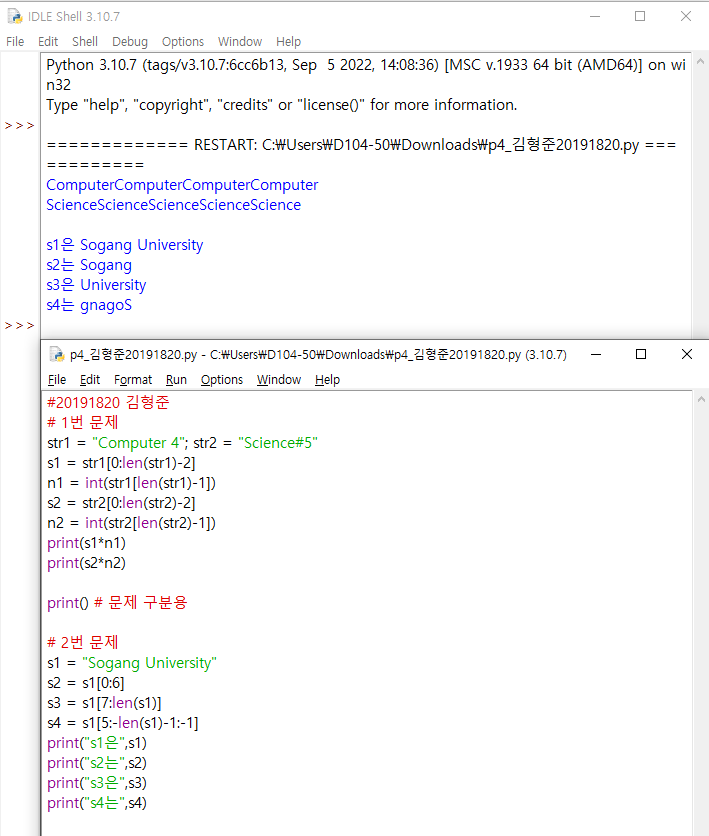 IDLE Shell 3.10.7
File Edit Shell Debug Options Window Help
Python 3.10.7 (tags/v3.10.7:6cc6b13, Sep  5 2022, 14:08:36) [MSC v.1933 64 bit (AMD64)] on wi
n32
Type "help", "copyright", "credits" or "license()" for more information.
>>>
============= RESTART: C:₩Users₩D104-50₩Downloads₩p4_김형준20191820.py ===
==========
ComputerComputerComputerComputer
ScienceScienceScienceScienceScience
s1은 Sogang University
s2는 Sogang
s3은 University
s4는 gnagoS
>>>
p4_김형준20191820.py - C:₩Users₩D104-50₩Downloads₩p4_김형준20191820.py (3.10.7)
File Edit Format Run Options Window Help
#20191820 김형준
# 1번 문제
str1 = "Computer 4"; str2 = "Science#5"
s1 = str1[0:len(str1)-2]
n1 = int(str1[len(str1)-1])
s2 = str2[0:len(str2)-2]
n2 = int(str2[len(str2)-1])
print(s1*n1)
print(s2*n2)
print() # 문제 구분용
# 2번 문제
s1 = "Sogang University"
s2 = s1[0:6]
s3 = s1[7:len(s1)]
s4 = s1[5:-len(s1)-1:-1]
print("s1은",s1)
print("s2는",s2)
print("s3은",s3)
print("s4는",s4)